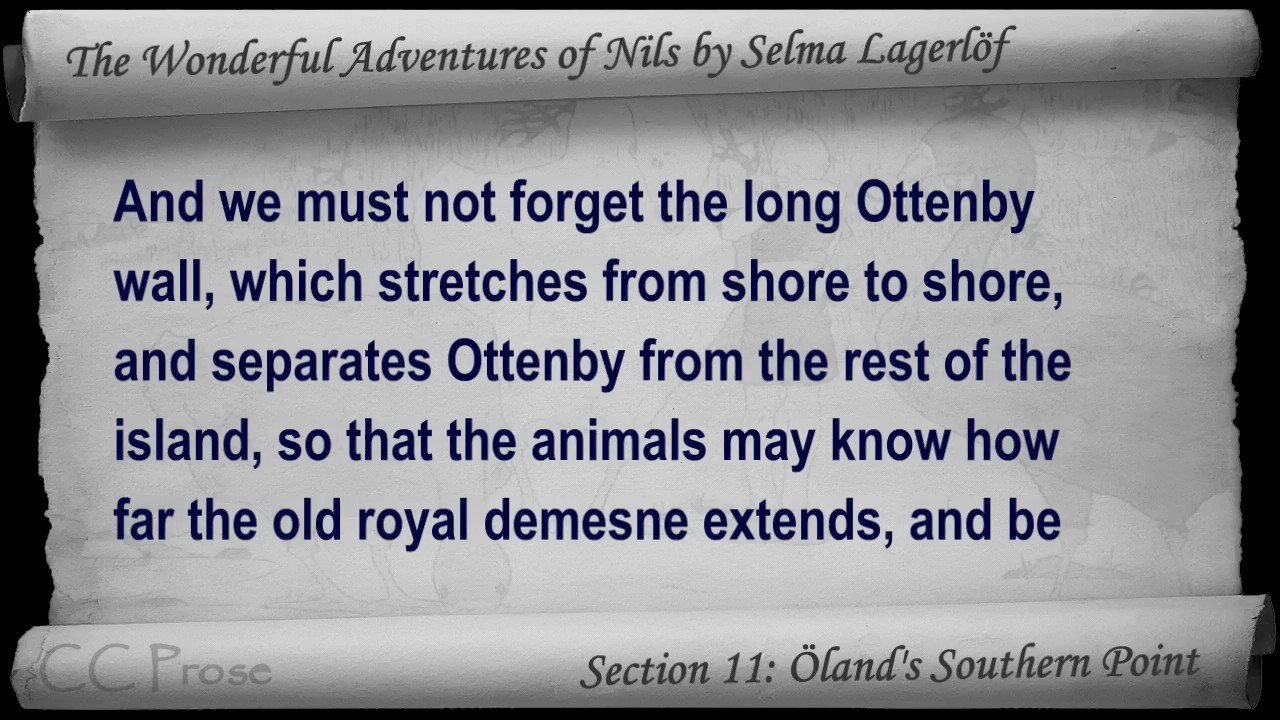 The Wonderful Adventures of Nils by Selma Lagerlöf
And we must not forget the long Ottenby
wall, which stretches from shore to shore,
and separates Ottenby from the rest of the
island, so that the animals may know how
far the old royal demesne extends, and be
CC Prose
Section 11: Öland's Southern Point